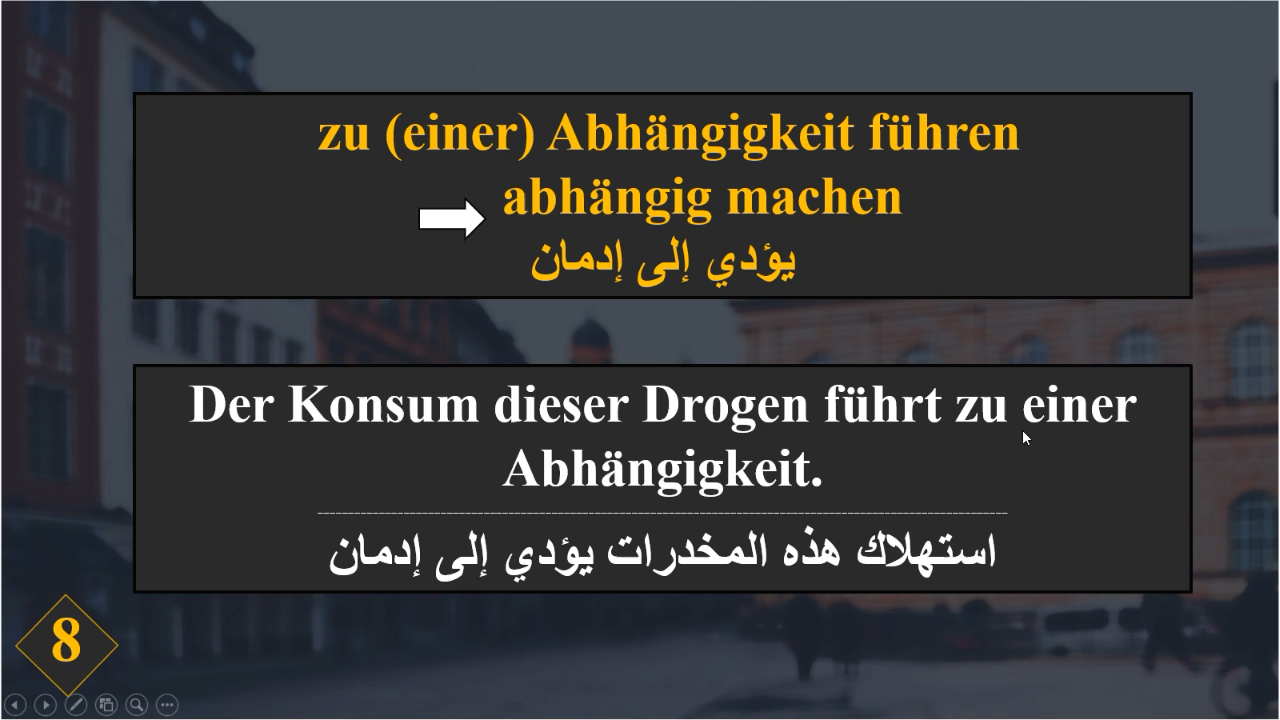 zu (einer) Abhängigkeit führen
abhängig machen
يؤدي إلى إدمان
Der Konsum dieser Drogen führt zu einer
Abhängigkeit.
استهلاك هذه المخدرات يؤدي إلى إدمان
8